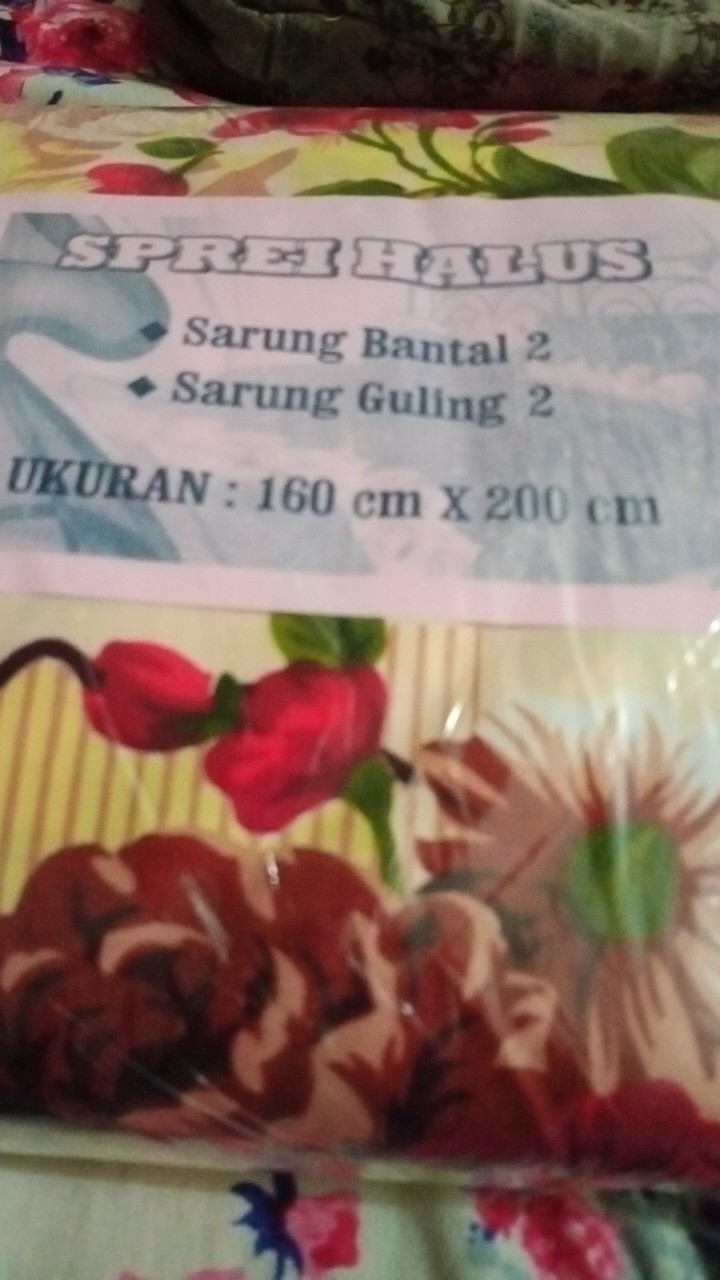 SPREI HALUS
◆ Sarung Bantal 2
◆ Sarung Guling 2
UKURAN : 160 cm X 200 cm